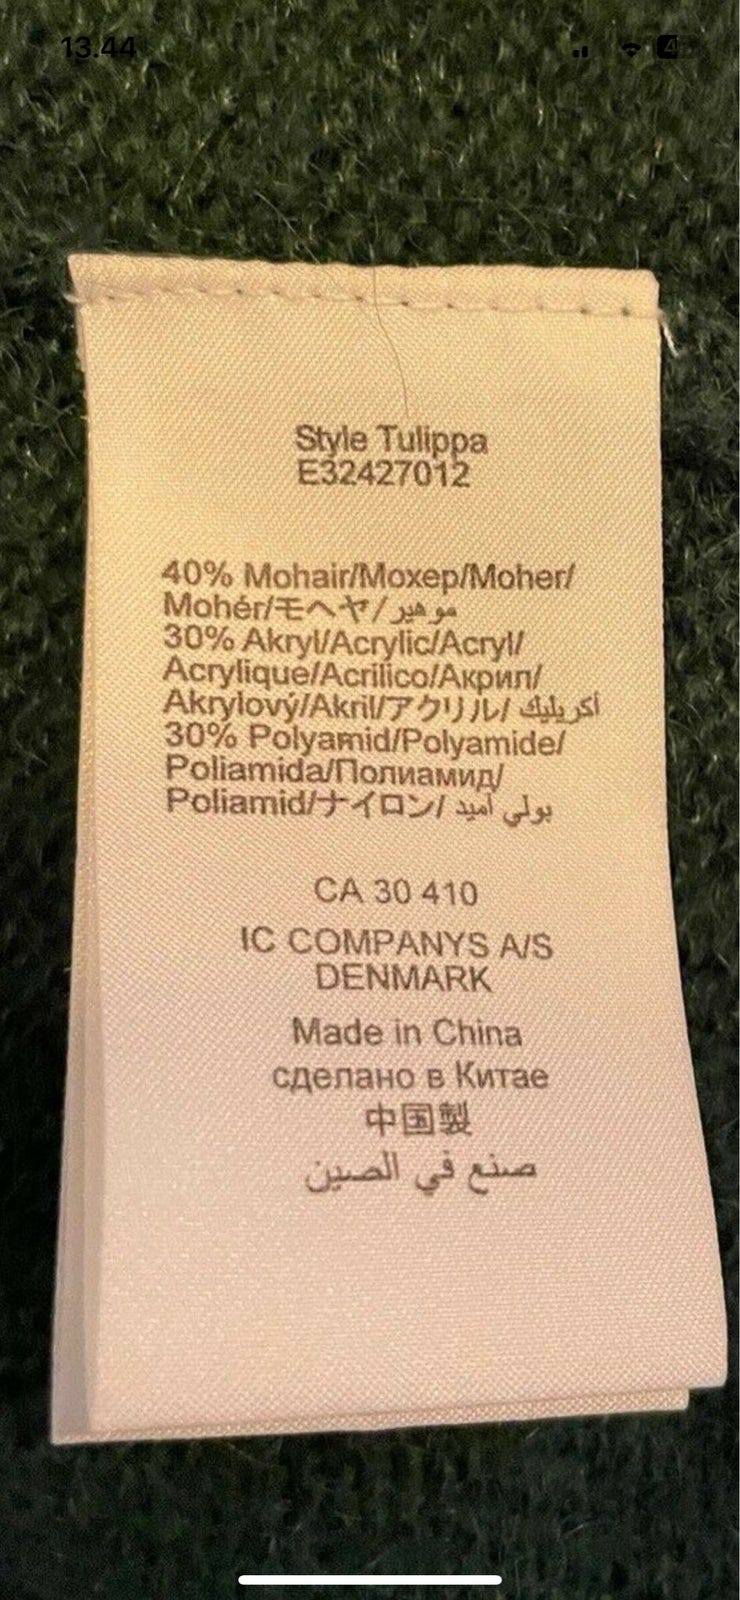 13.44
Style Tulippa
E32427012
40% Mohair/Мохер/Moher/
Mohér/モヘヤ/موهير
30% Akryl/Acrylic/Acryl/
Acrylique/Acrilico/Акрил/
Akrylový/Akril/アクリル/ أكريليك
30% Polyamid/Polyamide/
Poliamida/Полиамид/
Poliamid/ナイロン/ بولي أميد
CA 30 410
IC COMPANYS A/S
DENMARK
Made in China
сделано в Китае
中国製
صنع في الصين